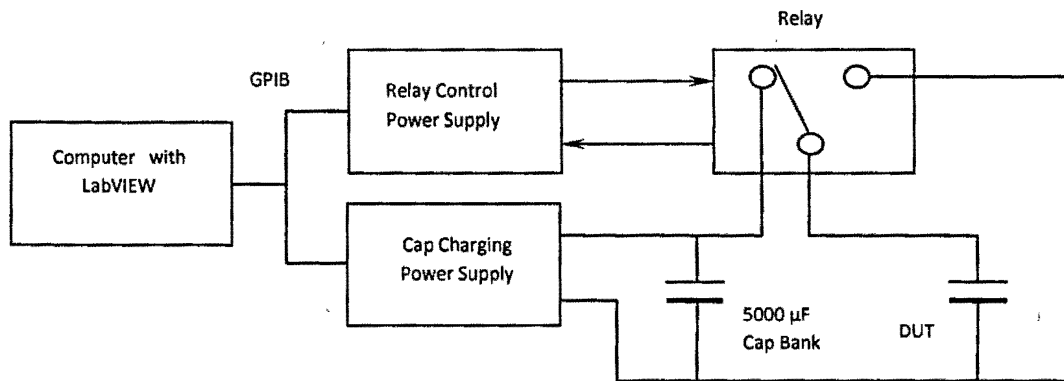 Relay
GPIB
Relay Control
Power Supply
Computer with
LabVIEW
Cap Charging
Power Supply
5000 µF
Cap Bank
DUT